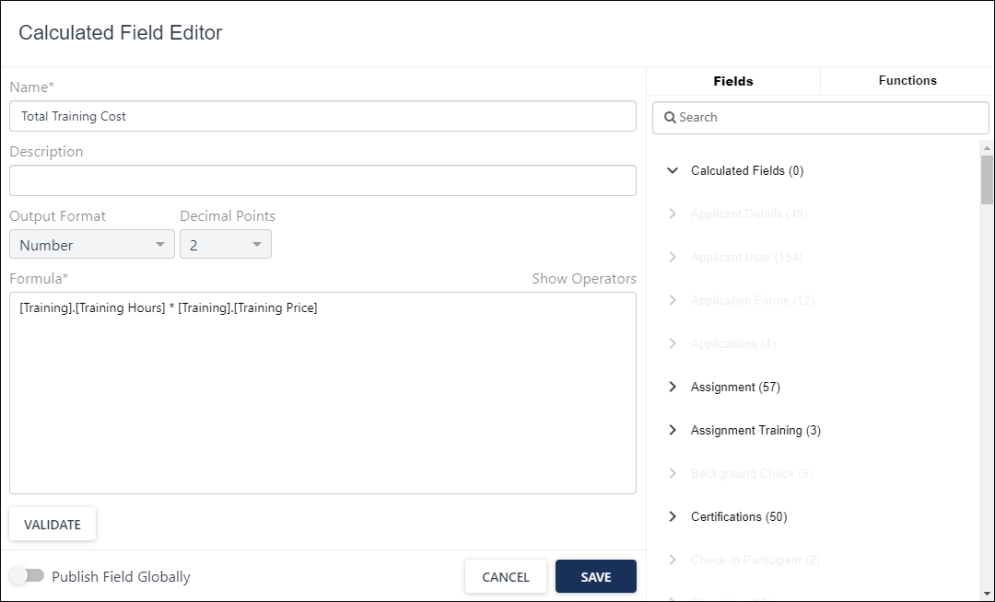 Calculated Field Editor
Name*
Total Training Cost
Description
Output Format
Decimal Points
Number
2
Formula*
Show Operators
[Training].[Training Hours] * [Training].[Training Price]
VALIDATE
Publish Field Globally
CANCEL
SAVE
Fields
Functions
Search
Calculated Fields (0)
Applicant Details (49)
Applicant User (154)
Application Forms (12)
Applications (4)
Assignment (57)
Assignment Training (3)
Background Check (5)
Certifications (50)
Check-In Participant (2)